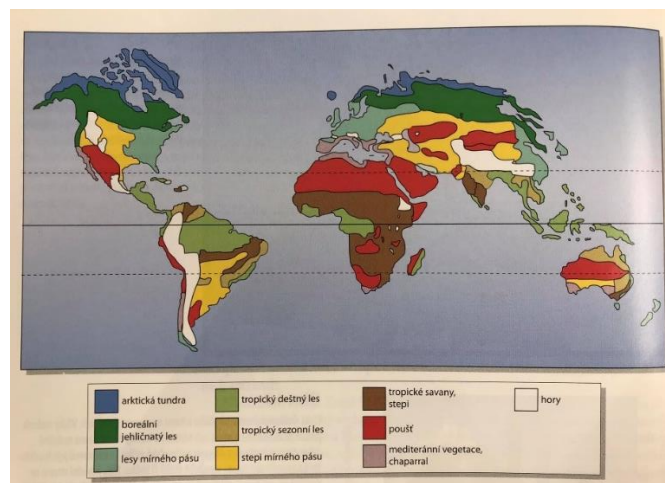 arktická tundra
boreální
jehličnatý les
lesy mírného pásu
tropický deštný les
tropický sezonní les
stepi mírného pásu
tropické savany,
stepi
poušť
mediteránní vegetace,
chaparral
hory